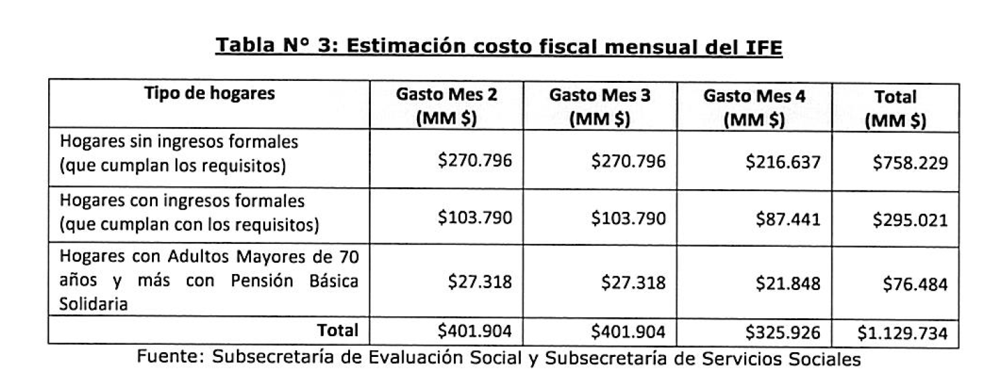 Tabla Nº 3: Estimación costo fiscal mensual del IFE
Tipo de hogares Gasto Mes 2 Gasto Mes 3 Gasto Mes 4 Total
(MM $) (MM $) (MM $) (MM $)
Hogares sin ingresos formales
(que cumplan los requisitos) $270.796 $270.796 $216.637 $758.229
Hogares con ingresos formales
(que cumplan con los requisitos) $103.790 $103.790 $87.441 $295.021
Hogares con Adultos Mayores de 70
años y más con Pensión Básica $27.318 $27.318 $21.848 $76.484
Solidaria
Total $401.904 $401.904 $325.926 $1.129.734
Fuente: Subsecretaría de Evaluación Social y Subsecretaría de Servicios Sociales